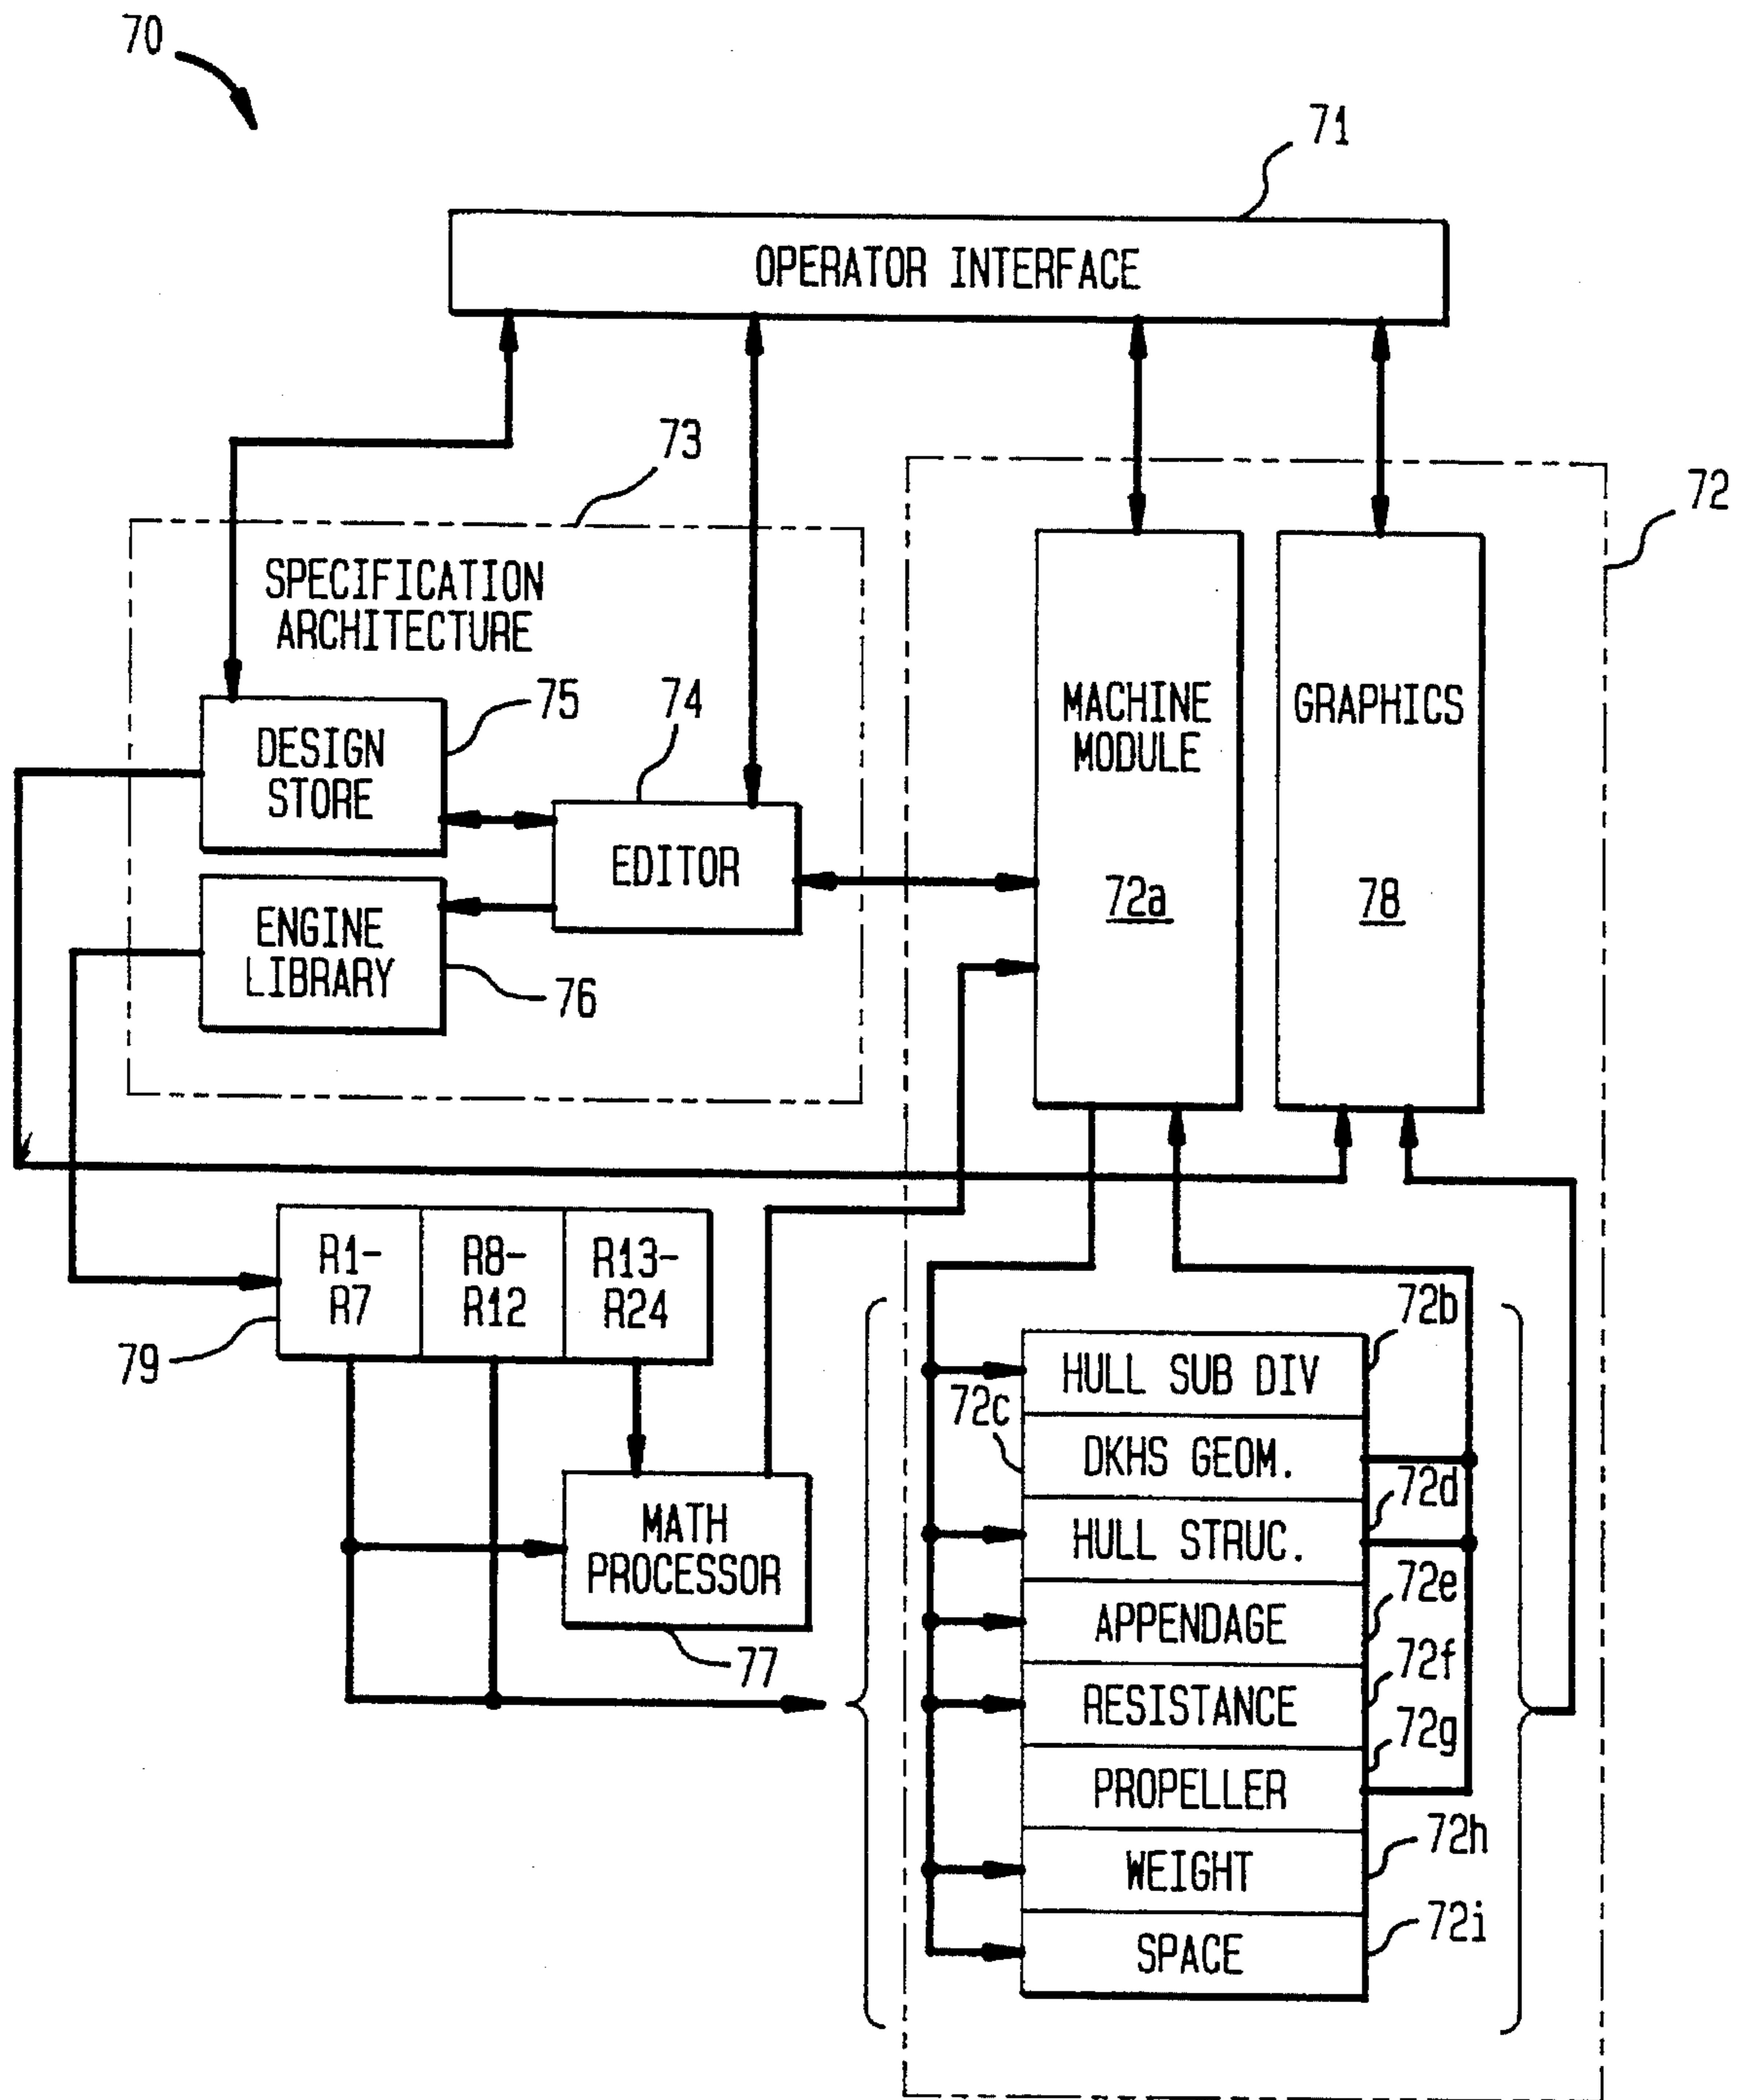 70
71
OPERATOR INTERFACE
73
72
SPECIFICATION
ARCHITECTURE
75
74
DESIGN
STORE
EDITOR
ENGINE
LIBRARY
76
MACHINE
MODULE
72a
GRAPHICS
78
R1-
R7
R8-
R12
R13-
R24
79
MATH
PROCESSOR
77
72b
HULL SUB DIV
72c
DKHS GEOM.
72d
HULL STRUC.
72e
APPENDAGE
72f
RESISTANCE
72g
PROPELLER
72h
WEIGHT
72i
SPACE